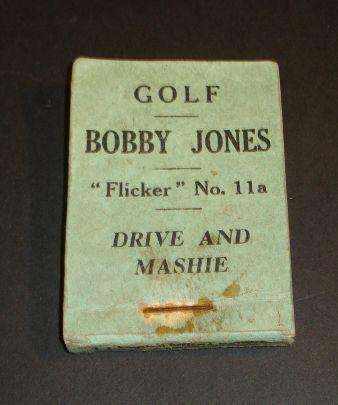 GOLF
BOBBY JONES
"Flicker" No. 11a
DRIVE AND
MASHIE